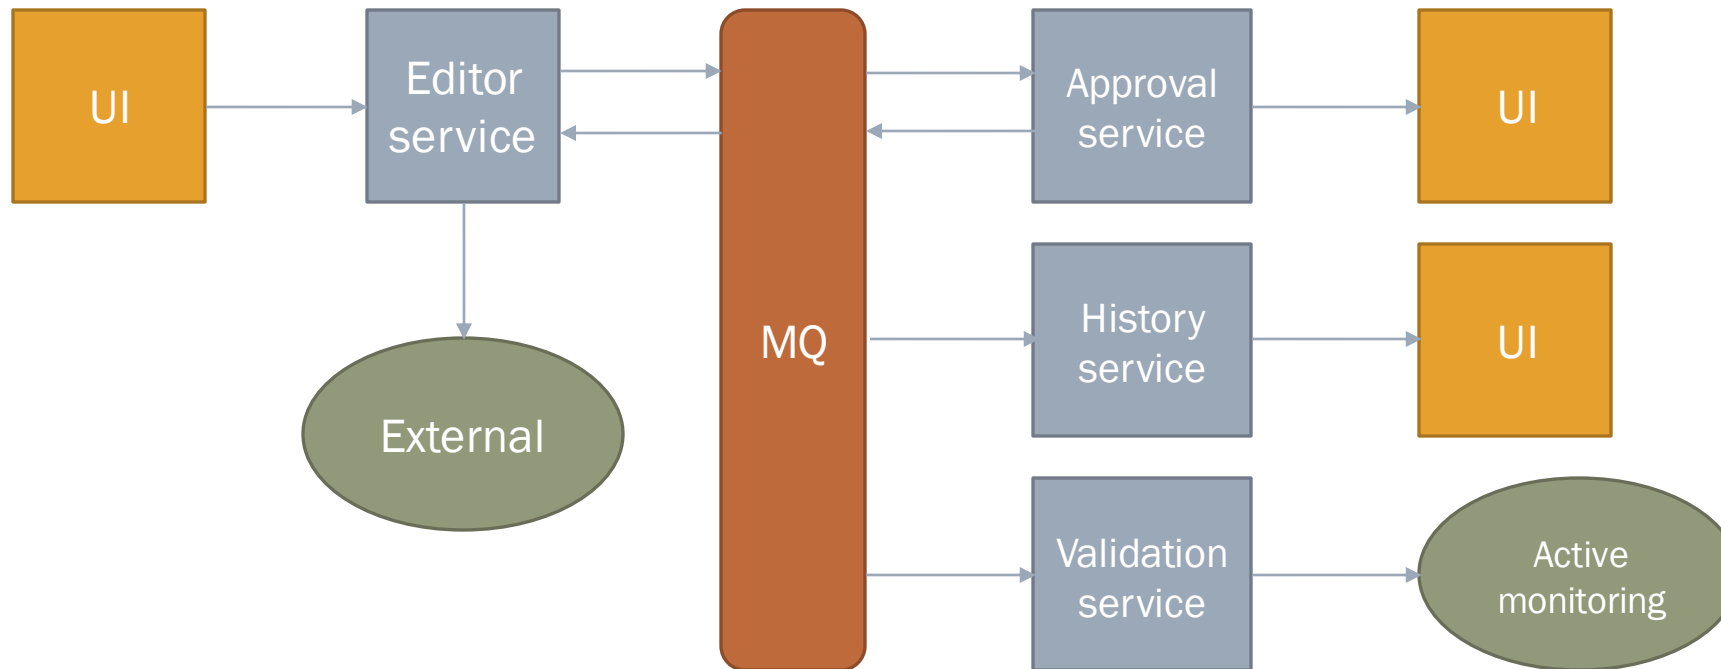 UI
Editor
service
Approval
service
UI
MQ
History
service
UI
External
Validation
service
Active
monitoring